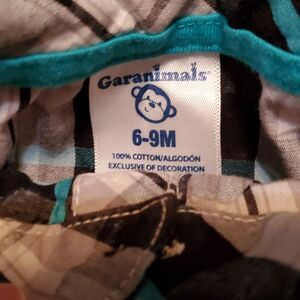 Garanimals
6-9M
100% COTTON/ALGODÓN
EXCLUSIVE OF DECORATION